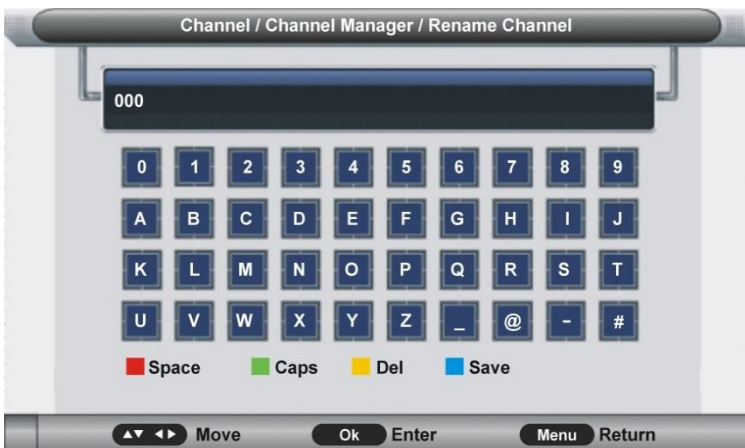 Channel / Channel Manager / Rename Channel
000
0 1 2 3 4 5 6 7 8 9
A B C D E F G H I J
K L M N O P Q R S T
U V W X Y Z _ @ - #
Space Caps Del Save
▲▼ ◄► Move Ok Enter Menu Return